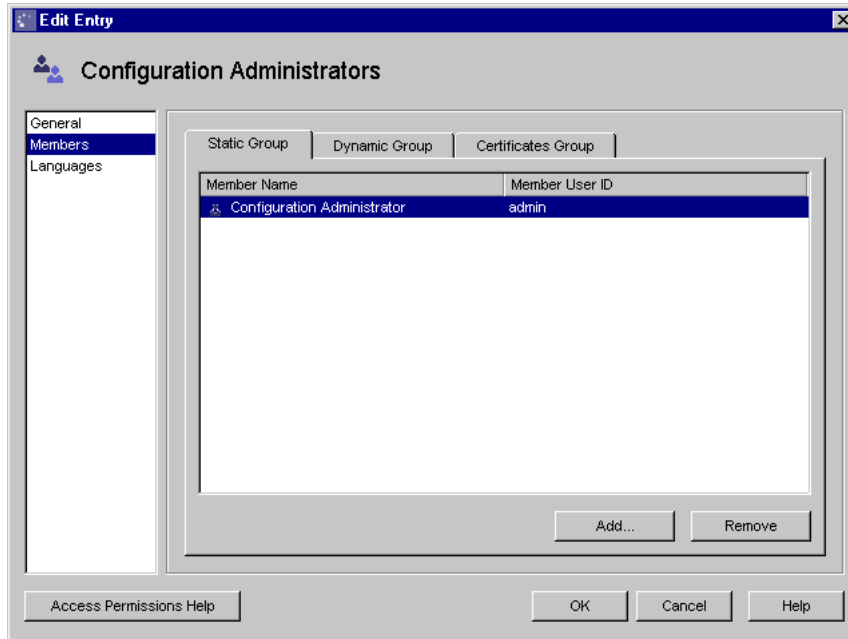 Edit Entry
Configuration Administrators
General
Members
Languages
Static Group
Dynamic Group
Certificates Group
Member Name
Member User ID
Configuration Administrator
admin
Add...
Remove
Access Permissions Help
OK
Cancel
Help